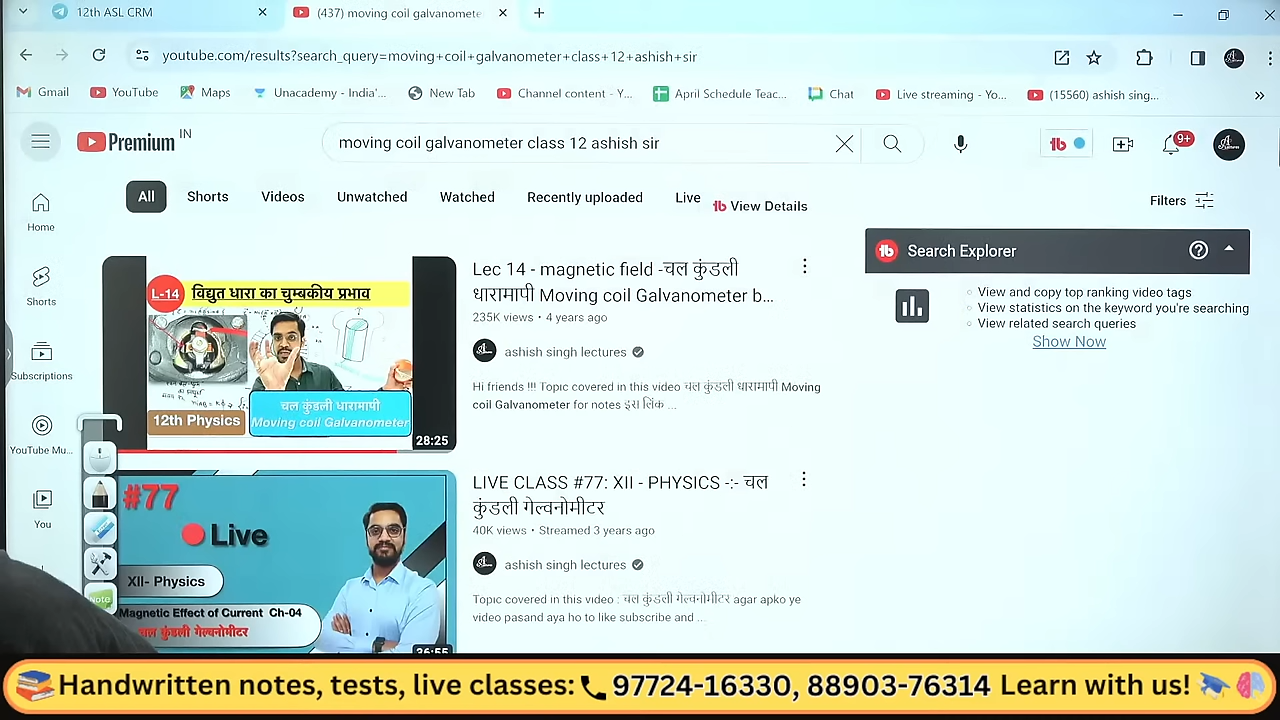 12th ASL CRM
(437) moving coil galvanomete
youtube.com/results?search_query=moving+coil+galvanometer+class+12+ashish+sir
Gmail
YouTube
Maps
Unacademy - India'...
New Tab
Channel content - Y...
April Schedule Teac...
Chat
Live streaming - Yo...
(15560) ashish sing...
Premium IN
moving coil galvanometer class 12 ashish sir
9+
All
Shorts
Videos
Unwatched
Watched
Recently uploaded
Live
View Details
Filters
Home
Shorts
Subscriptions
YouTube Mu...
You
L-14
विद्युत धारा का चुम्बकीय प्रभाव
चल कुंडली धारामापी
12th Physics
Moving coil Galvanometer
28:25
Lec 14 - magnetic field -चल कुंडली
धारामापी Moving coil Galvanometer b...
235K views • 4 years ago
ashish singh lectures
Hi friends !!! Topic covered in this video चल कुंडली धारामापी Moving
coil Galvanometer for notes इस लिंक ...
Search Explorer
View and copy top ranking video tags
View statistics on the keyword you're searching
View related search queries
Show Now
#77
Live
XII- Physics
Magnetic Effect of Current Ch-04
चल कुंडली गेल्वनोमीटर
36:55
Note
LIVE CLASS #77: XII - PHYSICS -:- चल
कुंडली गेल्वनोमीटर
40K views • Streamed 3 years ago
ashish singh lectures
Topic covered in this video : चल कुंडली गेल्वनोमीटर agar apko ye
video pasand aya ho to like subscribe and ...
Handwritten notes, tests, live classes: 97724-16330, 88903-76314 Learn with us!